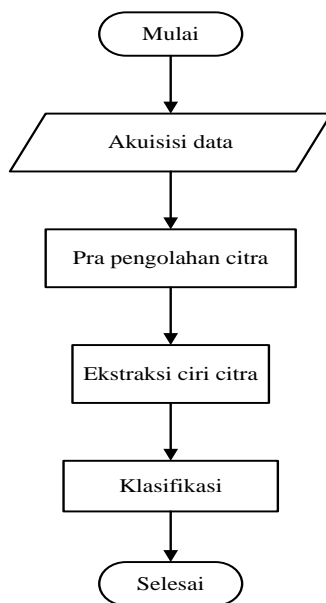 Mulai
Akuisisi data
Pra pengolahan citra
Ekstraksi ciri citra
Klasifikasi
Selesai